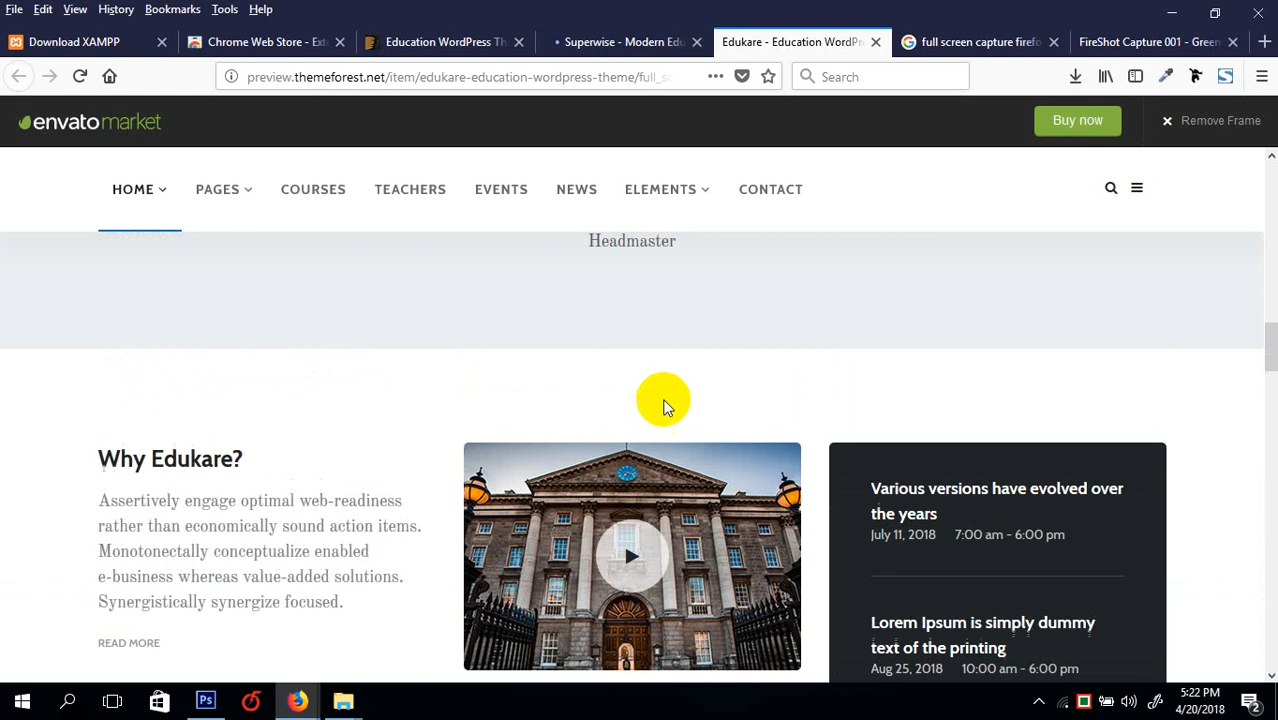 File Edit View History Bookmarks Tools Help
Download XAMPP
Chrome Web Store - Ext
Education WordPress Th
Superwise - Modern Edu
Edukare - Education WordPr
full screen capture firefo
FireShot Capture 001 - Green
preview.themeforest.net/item/edukare-education-wordpress-theme/full_sc
Search
envatomarket
Buy now
Remove Frame
HOME PAGES COURSES TEACHERS EVENTS NEWS ELEMENTS CONTACT
Headmaster
Why Edukare?
Assertively engage optimal web-readiness
rather than economically sound action items.
Monotonectally conceptualize enabled
e-business whereas value-added solutions.
Synergistically synergize focused.
READ MORE
Various versions have evolved over
the years
July 11, 2018 7:00 am - 6:00 pm
Lorem Ipsum is simply dummy
text of the printing
Aug 25, 2018 10:00 am - 6:00 pm
Ps
5:22 PM
4/20/2018
2